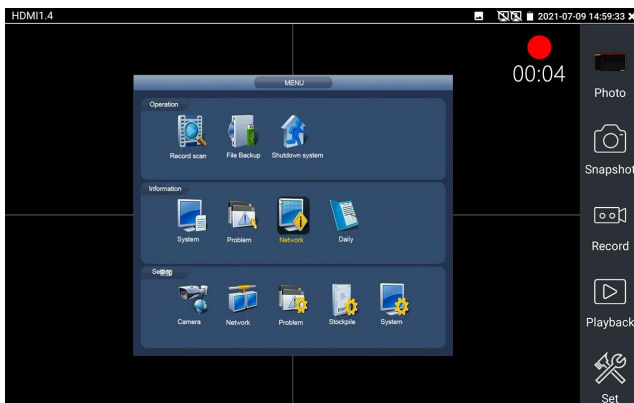 HDMI1.4
2021-07-09 14:59:33
00:04
Photo
Snapshot
Record
Playback
Set
MENU
Operation
Record scan File Backup Shutdown system
Information
System Problem Network Daily
Camera Network Problem Stockpile System